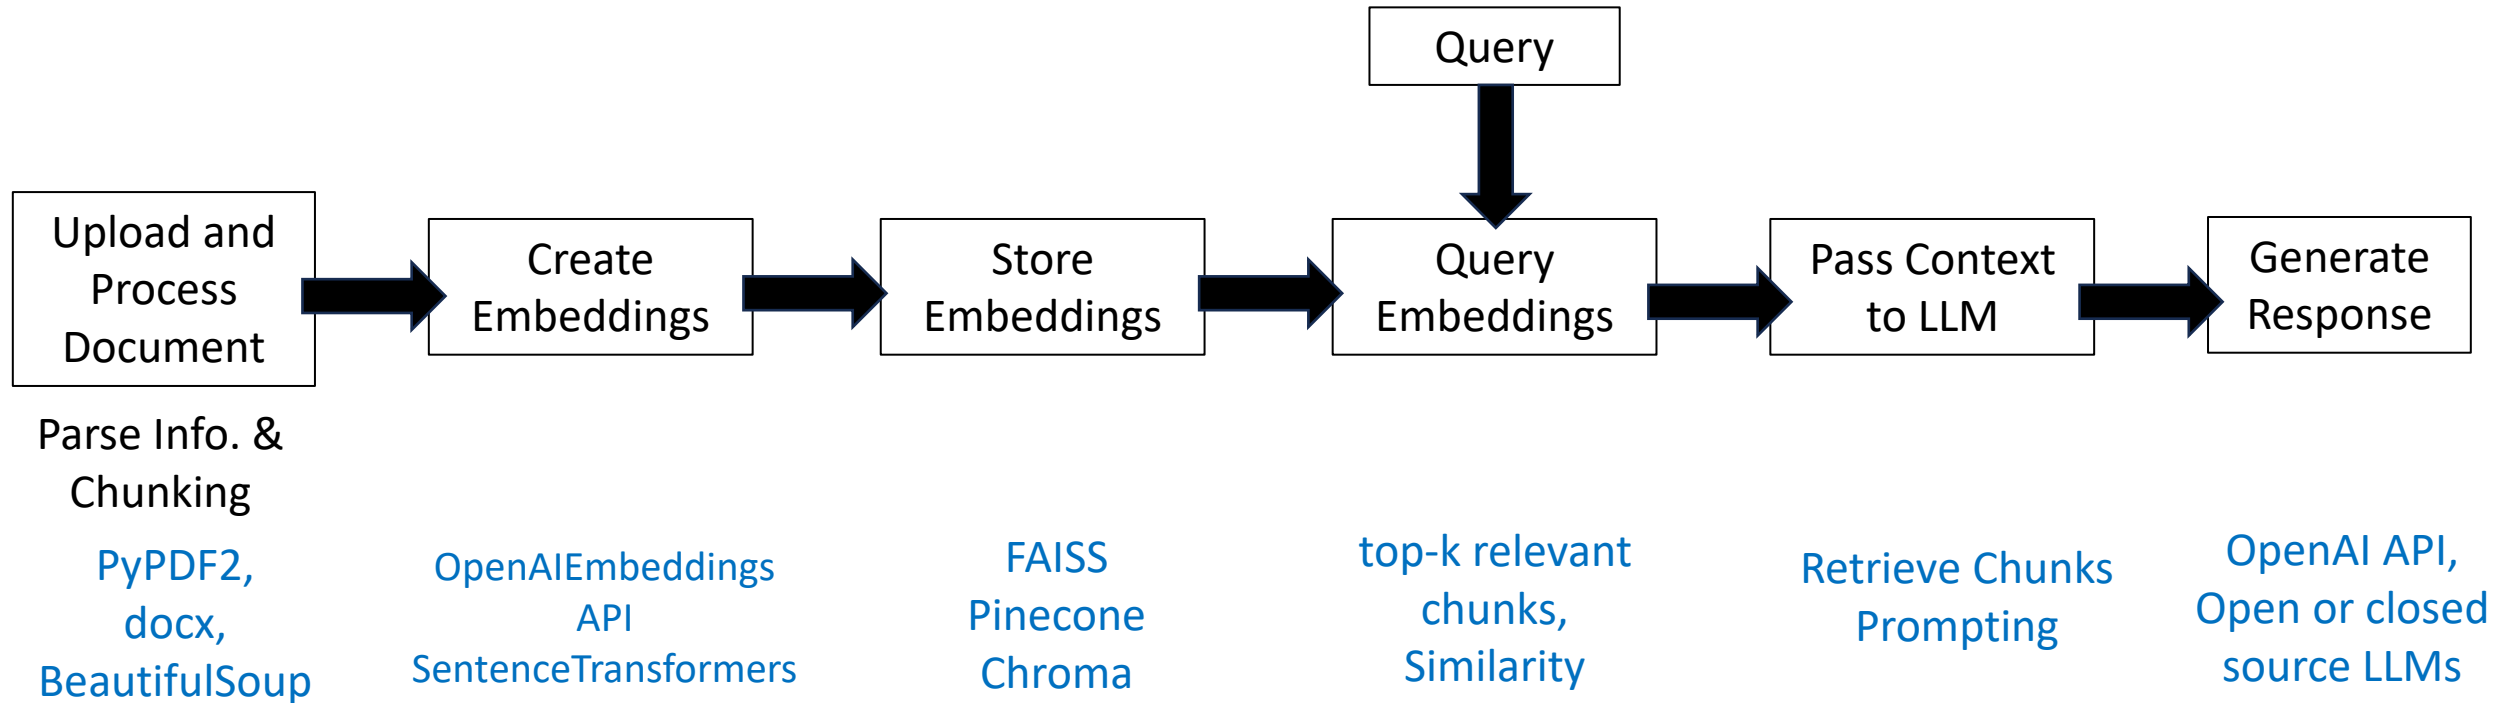 Query
Upload and
Process
Document
Create
Embeddings
Store
Embeddings
Query
Embeddings
Pass Context
to LLM
Generate
Response
Parse Info. &
Chunking
PyPDF2,
docx,
BeautifulSoup
OpenAIEmbeddings
API
SentenceTransformers
FAISS
Pinecone
Chroma
top-k relevant
chunks,
Similarity
Retrieve Chunks
Prompting
OpenAI API,
Open or closed
source LLMs